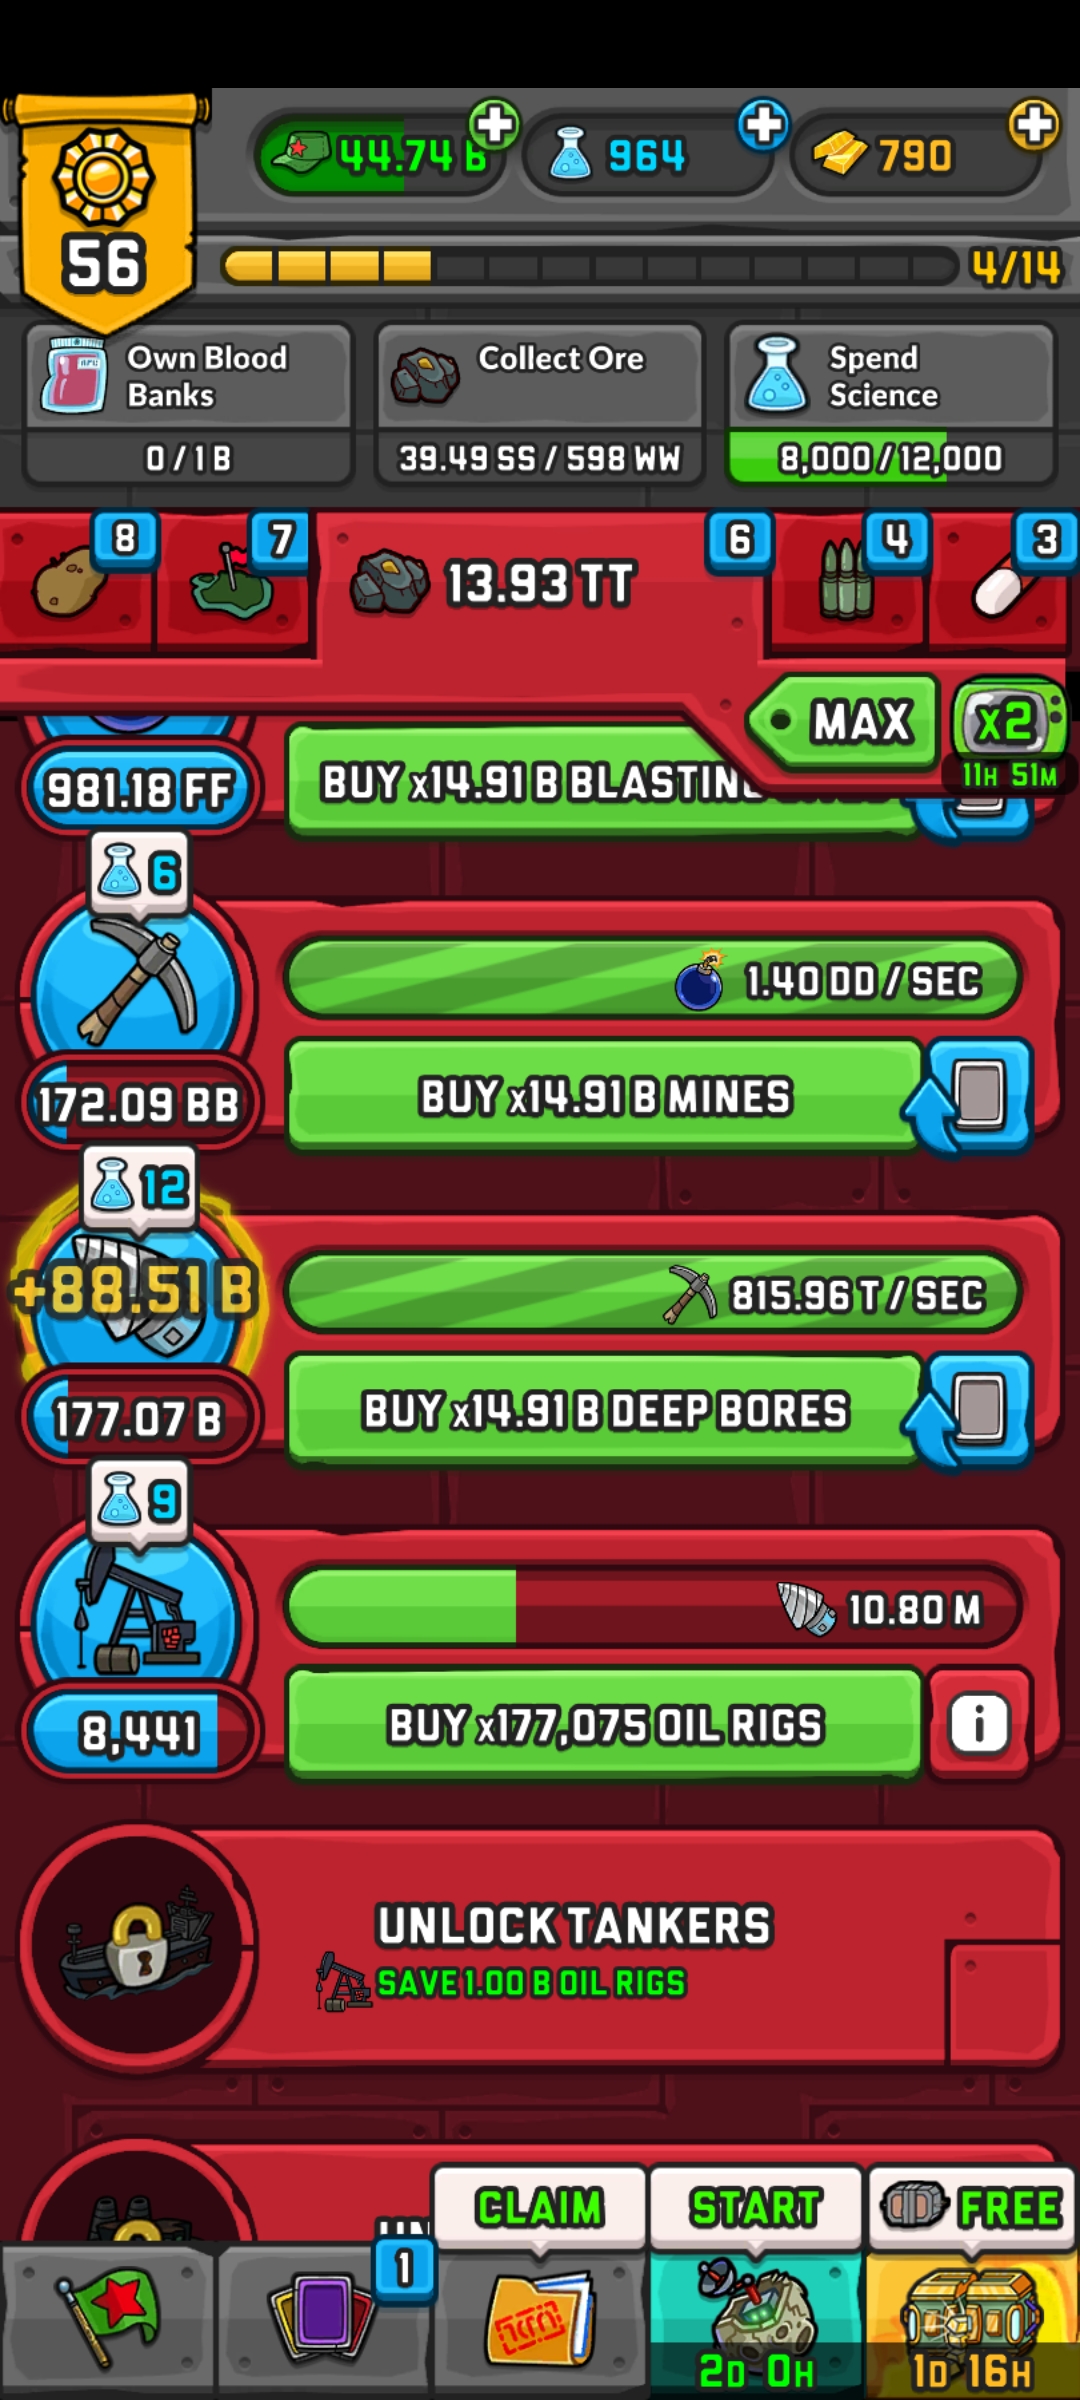 44.74 B
964
790
56
4/14
Own Blood
Banks
0 / 1 B
Collect Ore
39.49 SS / 598 WW
Spend
Science
8,000 / 12,000
8
7
13.93 TT
6
4
3
MAX
x2
11H 51M
981.18 FF
BUY x14.91 B BLASTING
6
1.40 DD / SEC
172.09 BB
BUY x14.91 B MINES
12
+88.51 B
815.96 T / SEC
177.07 B
BUY x14.91 B DEEP BORES
9
10.80 M
8,441
BUY x177,075 OIL RIGS
i
UNLOCK TANKERS
SAVE 1.00 B OIL RIGS
CLAIM
START
FREE
1
2D 0H
1D 16H